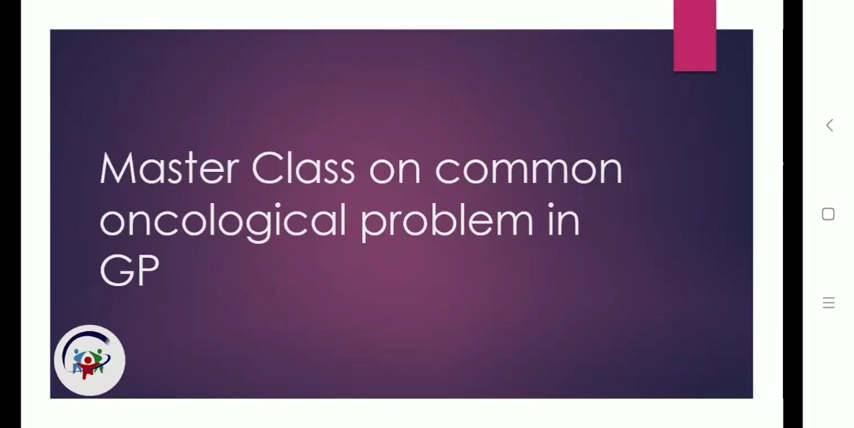 Master Class on common
oncological problem in
GP